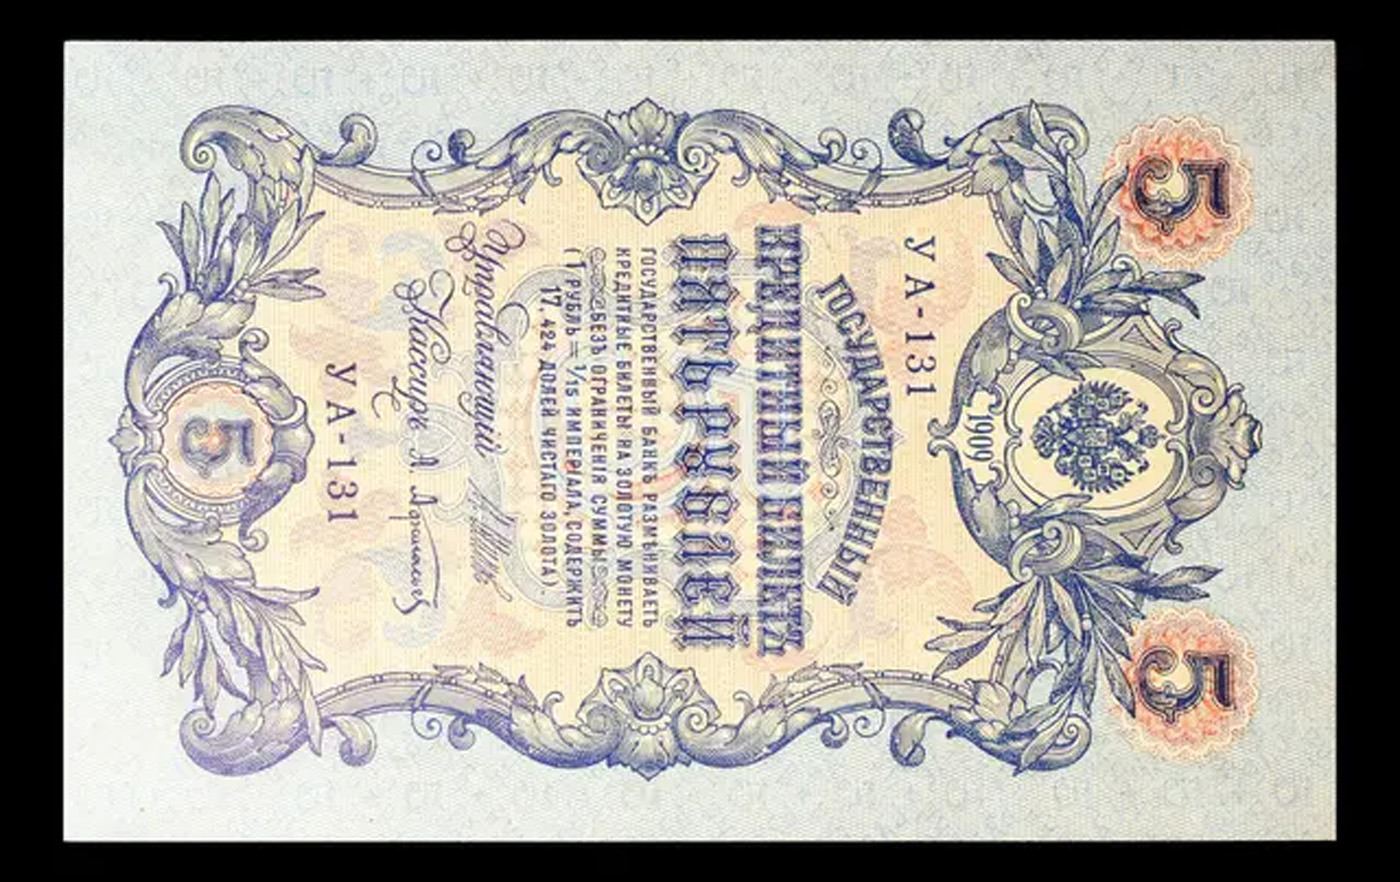 5 5
1909
УА-131
ГОСУДАРСТВЕННЫЙ
КРЕДИТНЫЙ БИЛЕТЪ
ПЯТЬ РУБЛЕЙ
ГОСУДАРСТВЕННЫЙ БАНКЪ РАЗМѢНИВАЕТЪ
КРЕДИТНЫЕ БИЛЕТЫ НА ЗОЛОТУЮ МОНЕТУ
БЕЗЪ ОГРАНИЧЕНІЯ СУММЫ
(1 РУБЛЬ = 1/15 ИМПЕРІАЛА, СОДЕРЖИТЪ
17,424 ДОЛЕЙ ЧИСТАГО ЗОЛОТА).
Управляющій
Кассиръ
УА-131
5